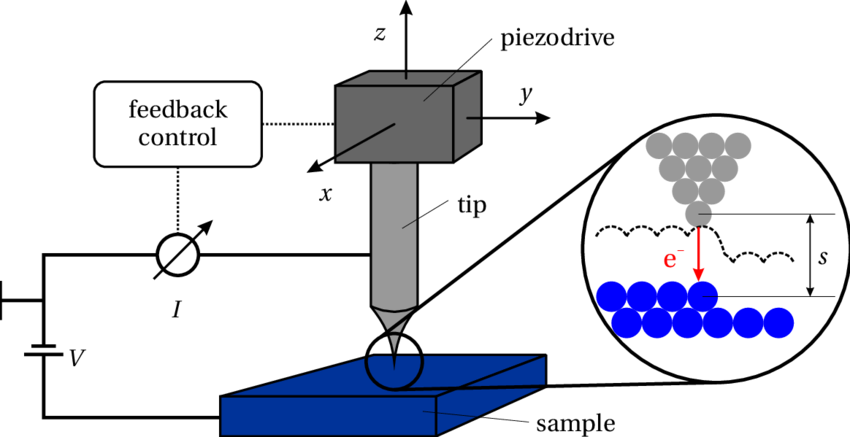 z
piezodrive
feedback
control
y
x
tip
e⁻
s
I
V
sample